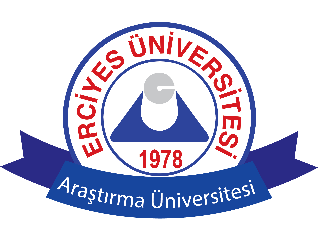 ERCİYES ÜNİVERSİTESİ
1978
Araştırma Üniversitesi